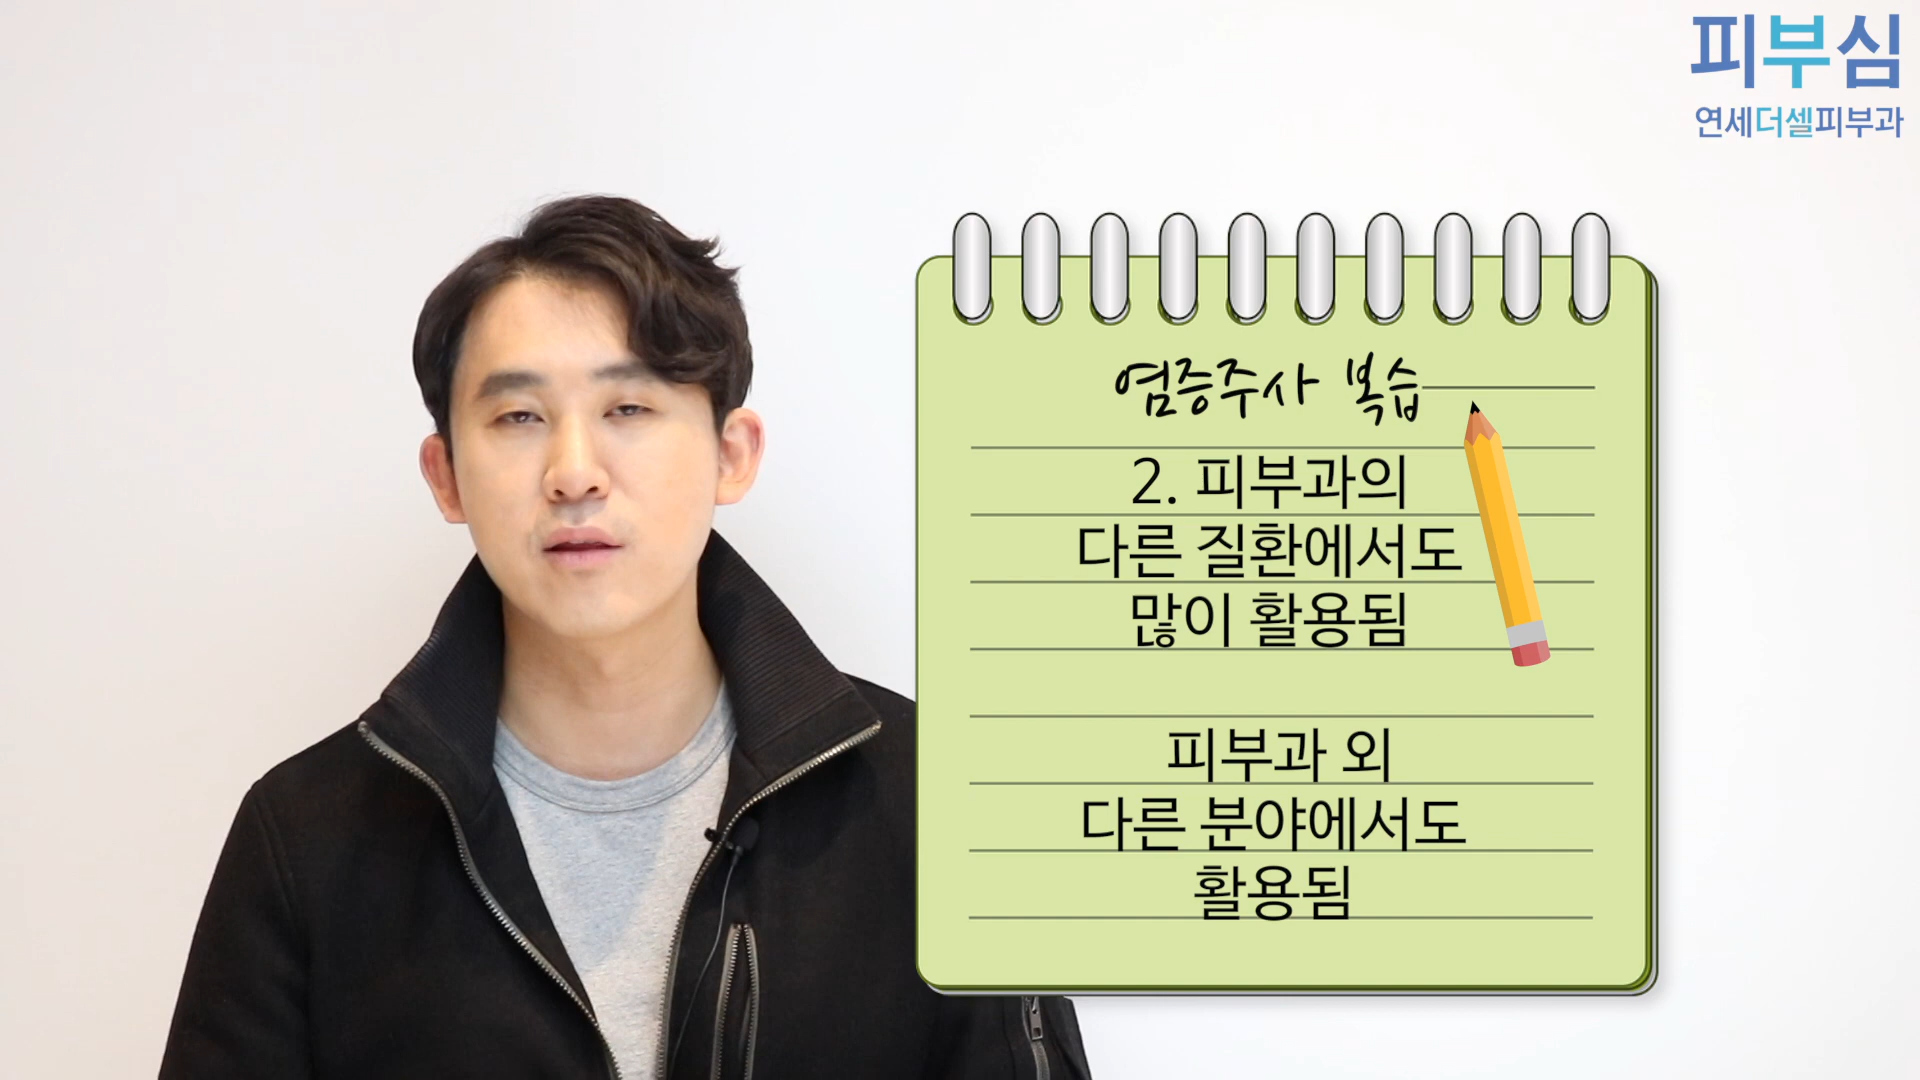 피부심
연세더셀피부과
염증주사 복습
2. 피부과의
다른 질환에서도
많이 활용됨
피부과 외
다른 분야에서도
활용됨